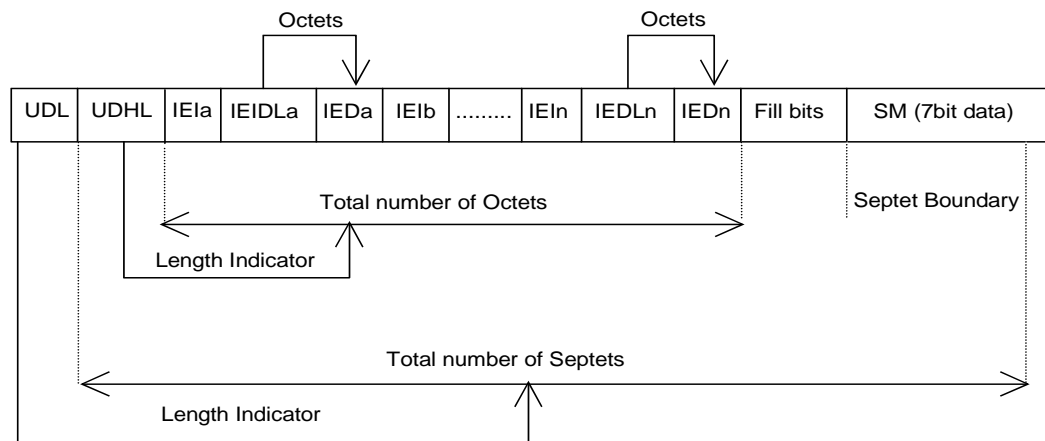 Octets Octets
UDL UDHL IEIa IEIDLa IEDa IEIb ......... IEIn IEDLn IEDn Fill bits SM (7bit data)
Total number of Octets
Septet Boundary
Length Indicator
Total number of Septets
Length Indicator